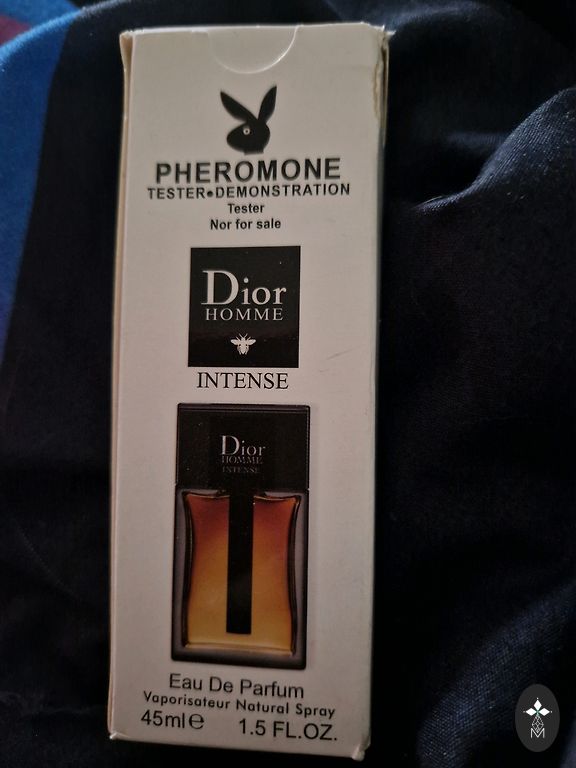 PHEROMONE
TESTER●DEMONSTRATION
Tester
Nor for sale
Dior
HOMME
INTENSE
Dior
HOMME
INTENSE
Eau De Parfum
Vaporisateur Natural Spray
45ml℮ 1.5 FL.OZ.